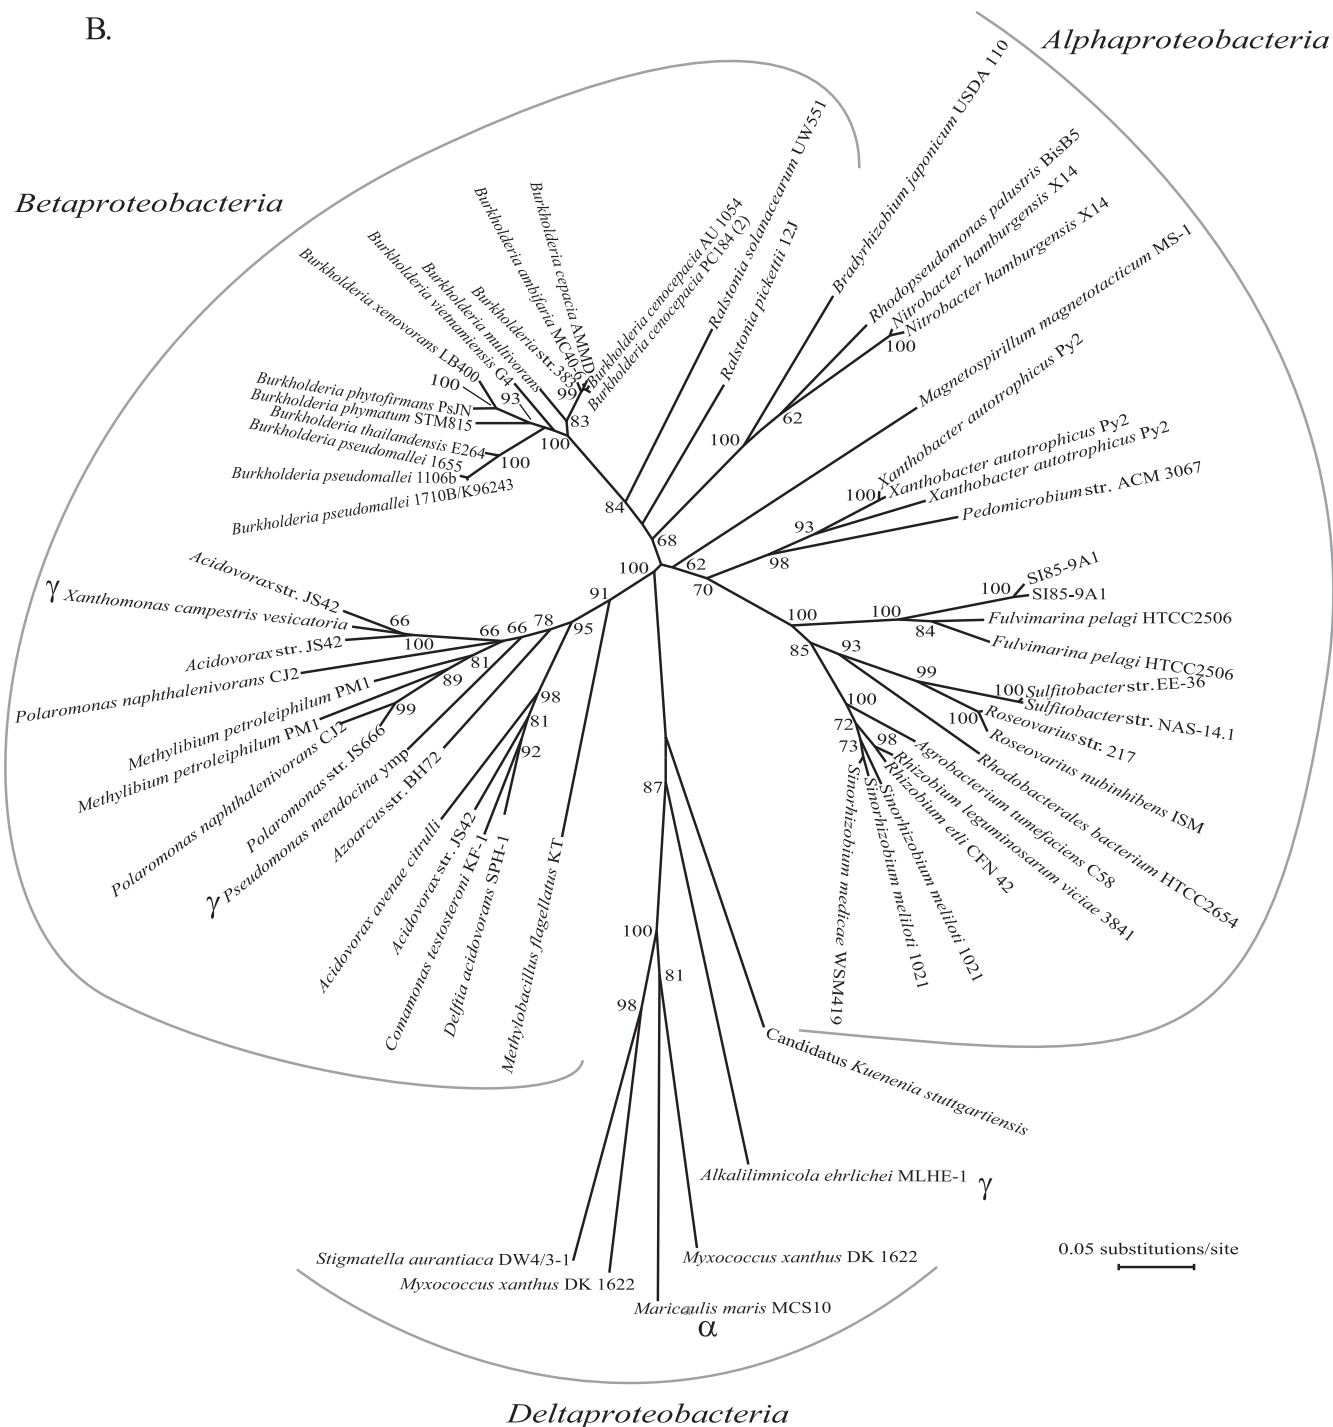 B.
Alphaproteobacteria
Betaproteobacteria
Burkholderia xenovorans LB400
Burkholderia vietnamiensis G4
Burkholderia multivorans
Burkholderia str. 383
Burkholderia ambifaria MC40-6
Burkholderia cepacia AMMD
Burkholderia cenocepacia AU 1054
Burkholderia cenocepacia PC184 (2)
Ralstonia solanacearum UW551
Ralstonia pickettii 12J
Bradyrhizobium japonicum USDA 110
Rhodopseudomonas palustris BisB5
Nitrobacter hamburgensis X14
Nitrobacter hamburgensis X14
Magnetospirillum magnetotacticum MS-1
Xanthobacter autotrophicus Py2
Xanthobacter autotrophicus Py2
Xanthobacter autotrophicus Py2
Pedomicrobium str. ACM 3067
Burkholderia phytofirmans PsJN
Burkholderia phymatum STM815
Burkholderia thailandensis E264
Burkholderia pseudomallei 1655
Burkholderia pseudomallei 1106b
Burkholderia pseudomallei 1710B/K96243
100
93
99
83
100
100
84
68
100
62
100
100
93
98
62
70
100
91
Acidovorax str. JS42
γ Xanthomonas campestris vesicatoria
Acidovorax str. JS42
Polaromonas naphthalenivorans CJ2
Methylibium petroleiphilum PM1
Methylibium petroleiphilum PM1
Polaromonas naphthalenivorans CJ2
Polaromonas str. JS666
γ Pseudomonas mendocina ymp
Azoarcus str. BH72
Acidovorax avenae citrulli
Acidovorax str. JS42
Comamonas testosteroni KF-1
Delftia acidovorans SPH-1
Methylobacillus flagellatus KT
66
100
66
66
78
95
81
89
99
98
81
92
SI85-9A1
SI85-9A1
Fulvimarina pelagi HTCC2506
Fulvimarina pelagi HTCC2506
Sulfitobacter str. EE-36
Sulfitobacter str. NAS-14.1
Roseovarius str. 217
Roseovarius nubinhibens ISM
Rhodobacterales bacterium HTCC2654
Agrobacterium tumefaciens C58
Rhizobium leguminosarum viciae 3841
Rhizobium etli CFN 42
Sinorhizobium meliloti 1021
Sinorhizobium meliloti 1021
Sinorhizobium medicae WSM419
100
100
100
84
85
93
99
100
100
100
72
73
98
87
100
81
98
Candidatus Kuenenia stuttgartiensis
Alkalilimnicola ehrlichei MLHE-1 γ
Stigmatella aurantiaca DW4/3-1
Myxococcus xanthus DK 1622
Myxococcus xanthus DK 1622
Maricaulis maris MCS10
α
0.05 substitutions/site
Deltaproteobacteria